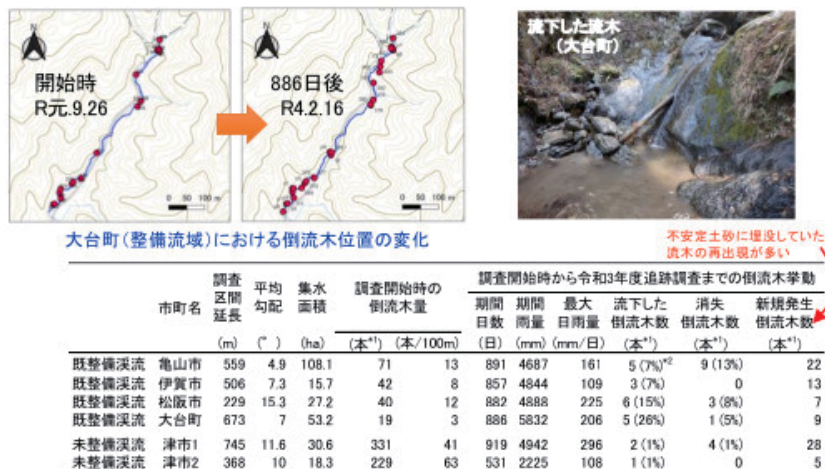 開始時
R元.9.26
886日後
R4.2.16
0 50 100 m
0 50 100 m
流下した流木
(大台町)
大台町(整備流域)における倒流木位置の変化
不安定土砂に埋没していた
流木の再出現が多い
市町名 調査区間延長 平均勾配 集水面積 調査開始時の倒流木量 調査開始時から令和3年度追跡調査までの倒流木挙動
期間日数 期間雨量 最大日雨量 流下した倒流木数 消失倒流木数 新規発生倒流木数
(m) (°) (ha) (本*1) (本/100m) (日) (mm) (mm/日) (本*1) (本*1) (本*1)
既整備渓流 亀山市 559 4.9 108.1 71 13 891 4687 161 5(7%)*2 9(13%) 22
既整備渓流 伊賀市 506 7.3 15.7 42 8 857 4844 109 3(7%) 0 13
既整備渓流 松阪市 229 15.3 27.2 40 12 882 4888 225 6(15%) 3(8%) 7
既整備渓流 大台町 673 7 53.2 19 3 886 5832 206 5(26%) 1(5%) 9
未整備渓流 津市1 745 11.6 30.6 331 41 919 4942 296 2(1%) 4(1%) 28
未整備渓流 津市2 368 10 18.3 229 63 531 2225 108 1(1%) 0 5